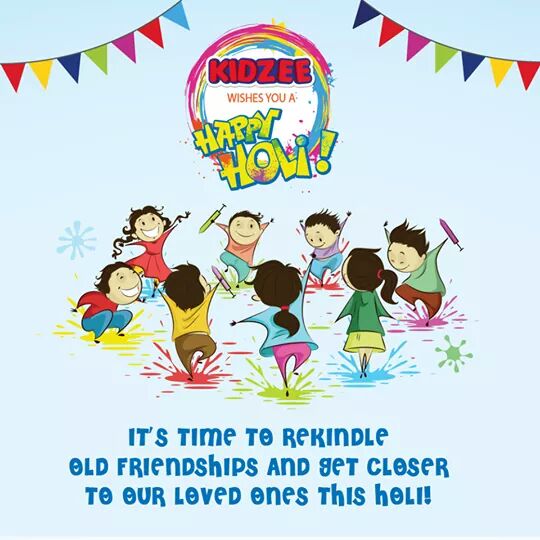 KIDZEE
WISHES YOU A
HAPPY
HOLI!
IT'S TIME TO REKINDLE
OLD FRIENDSHIPS AND GET CLOSER
TO OUR LOVED ONES THIS HOLI!